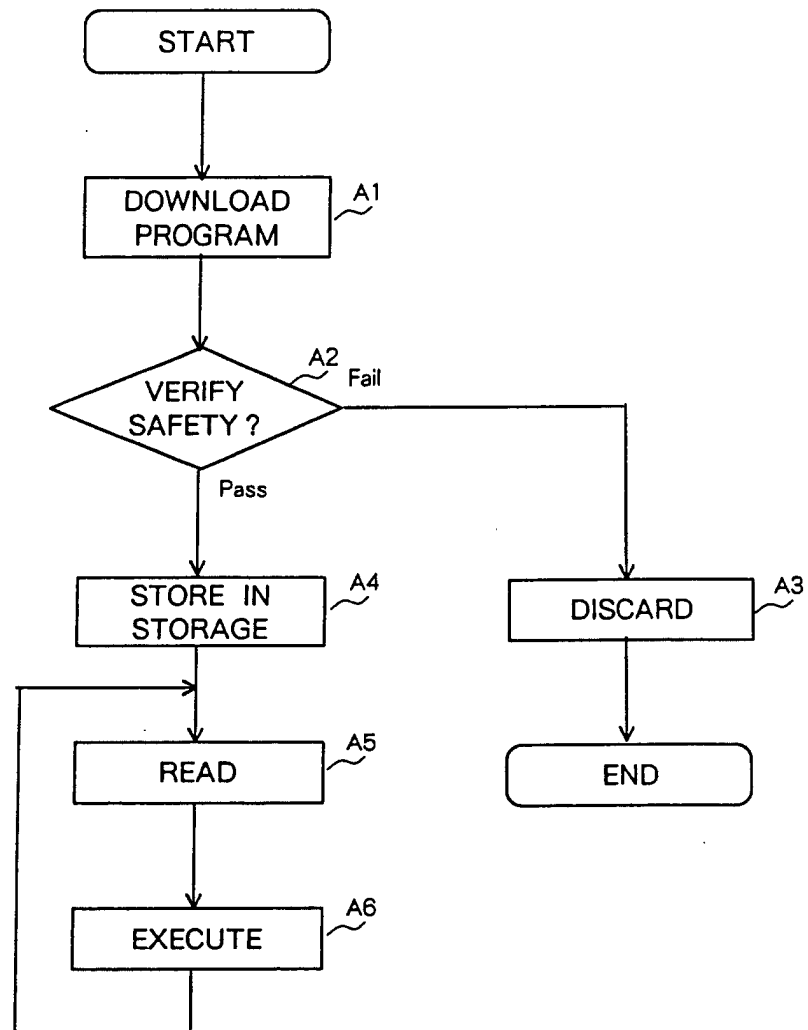 START
DOWNLOAD
PROGRAM
A1
VERIFY
SAFETY ?
A2
Fail
Pass
STORE IN
STORAGE
A4
DISCARD
A3
READ
A5
END
EXECUTE
A6